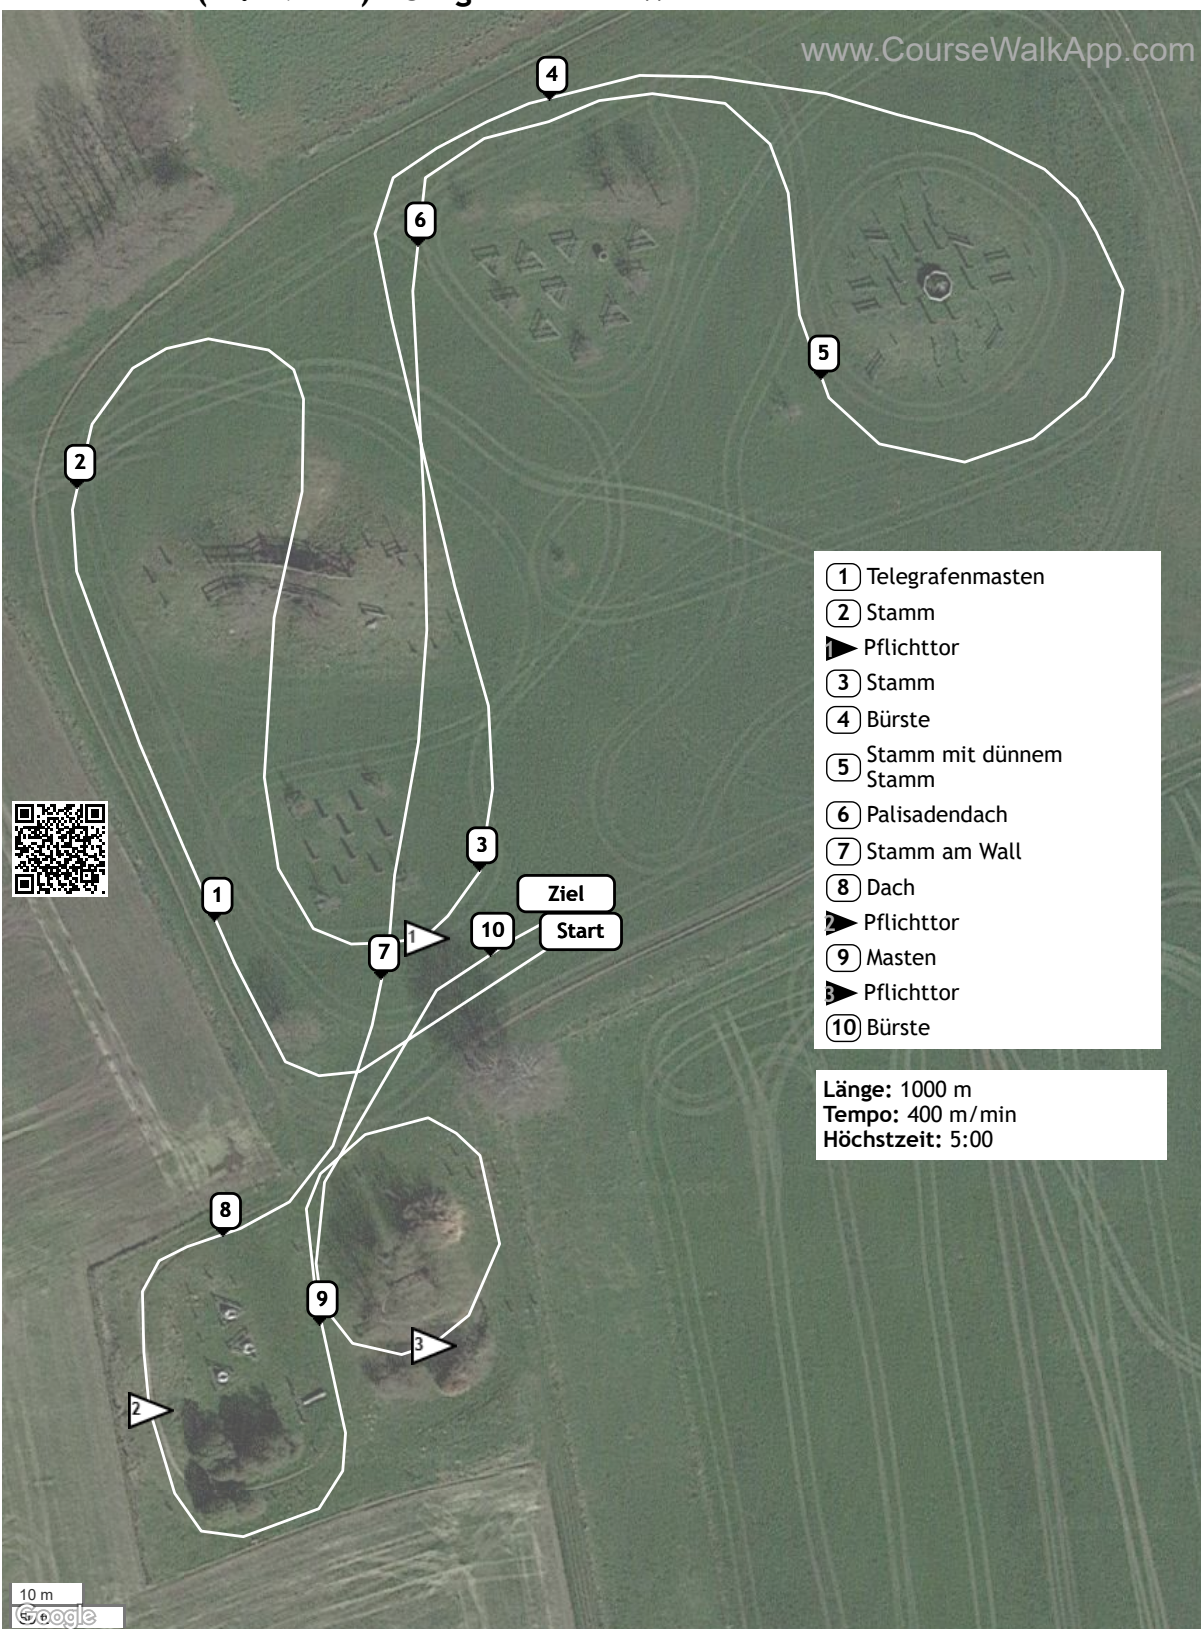 www.CourseWalkApp.com
4
6
5
2
1 Telegrafenmasten
2 Stamm
1 Pflichttor
3 Stamm
4 Bürste
5 Stamm mit dünnem
Stamm
6 Palisadendach
7 Stamm am Wall
8 Dach
2 Pflichttor
9 Masten
3 Pflichttor
10 Bürste
3
1
Ziel
10
Start
1
7
Länge: 1000 m
Tempo: 400 m/min
Höchstzeit: 5:00
8
9
3
2
10 m
Google